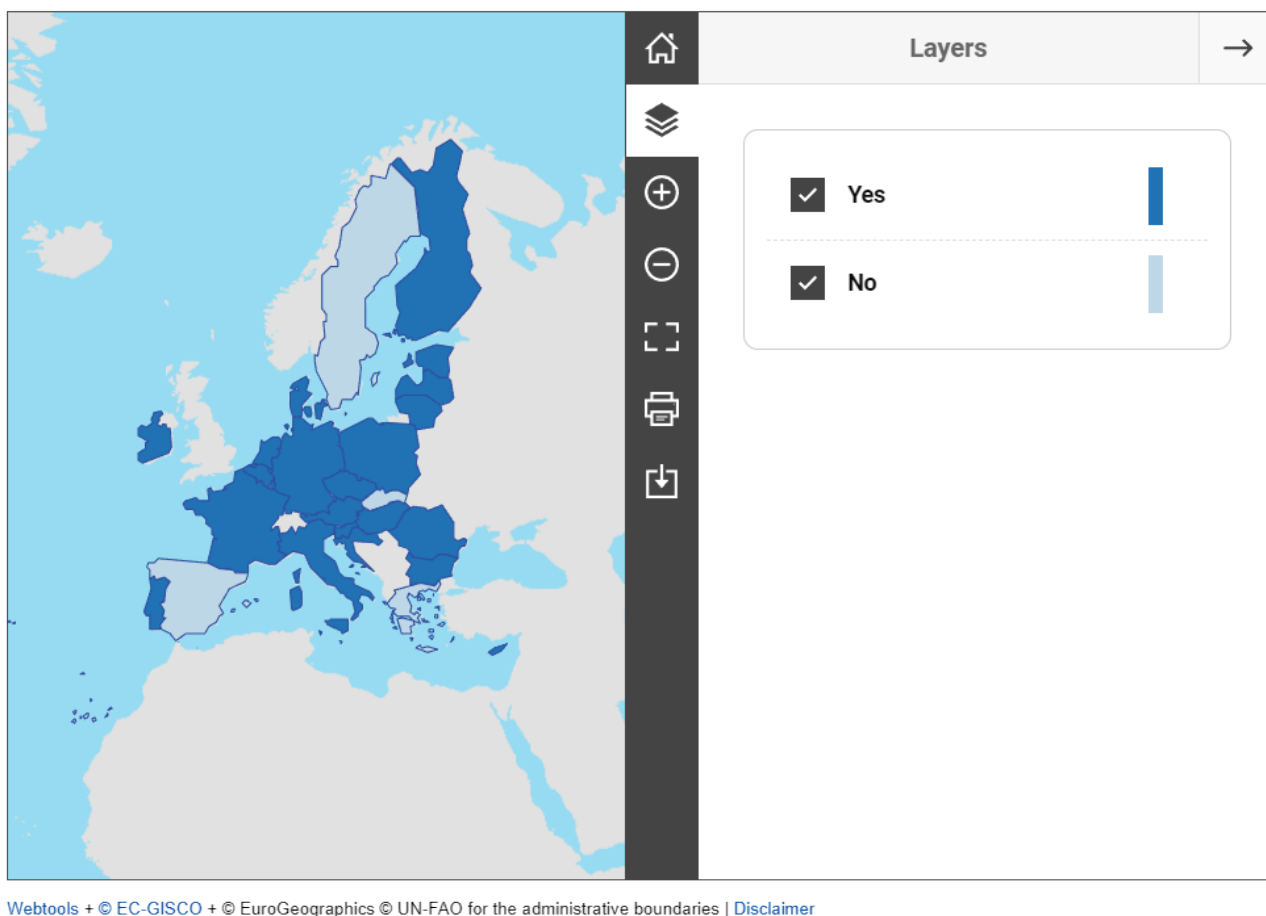 Layers
Yes
No
Webtools + © EC-GISCO + © EuroGeographics © UN-FAO for the administrative boundaries | Disclaimer